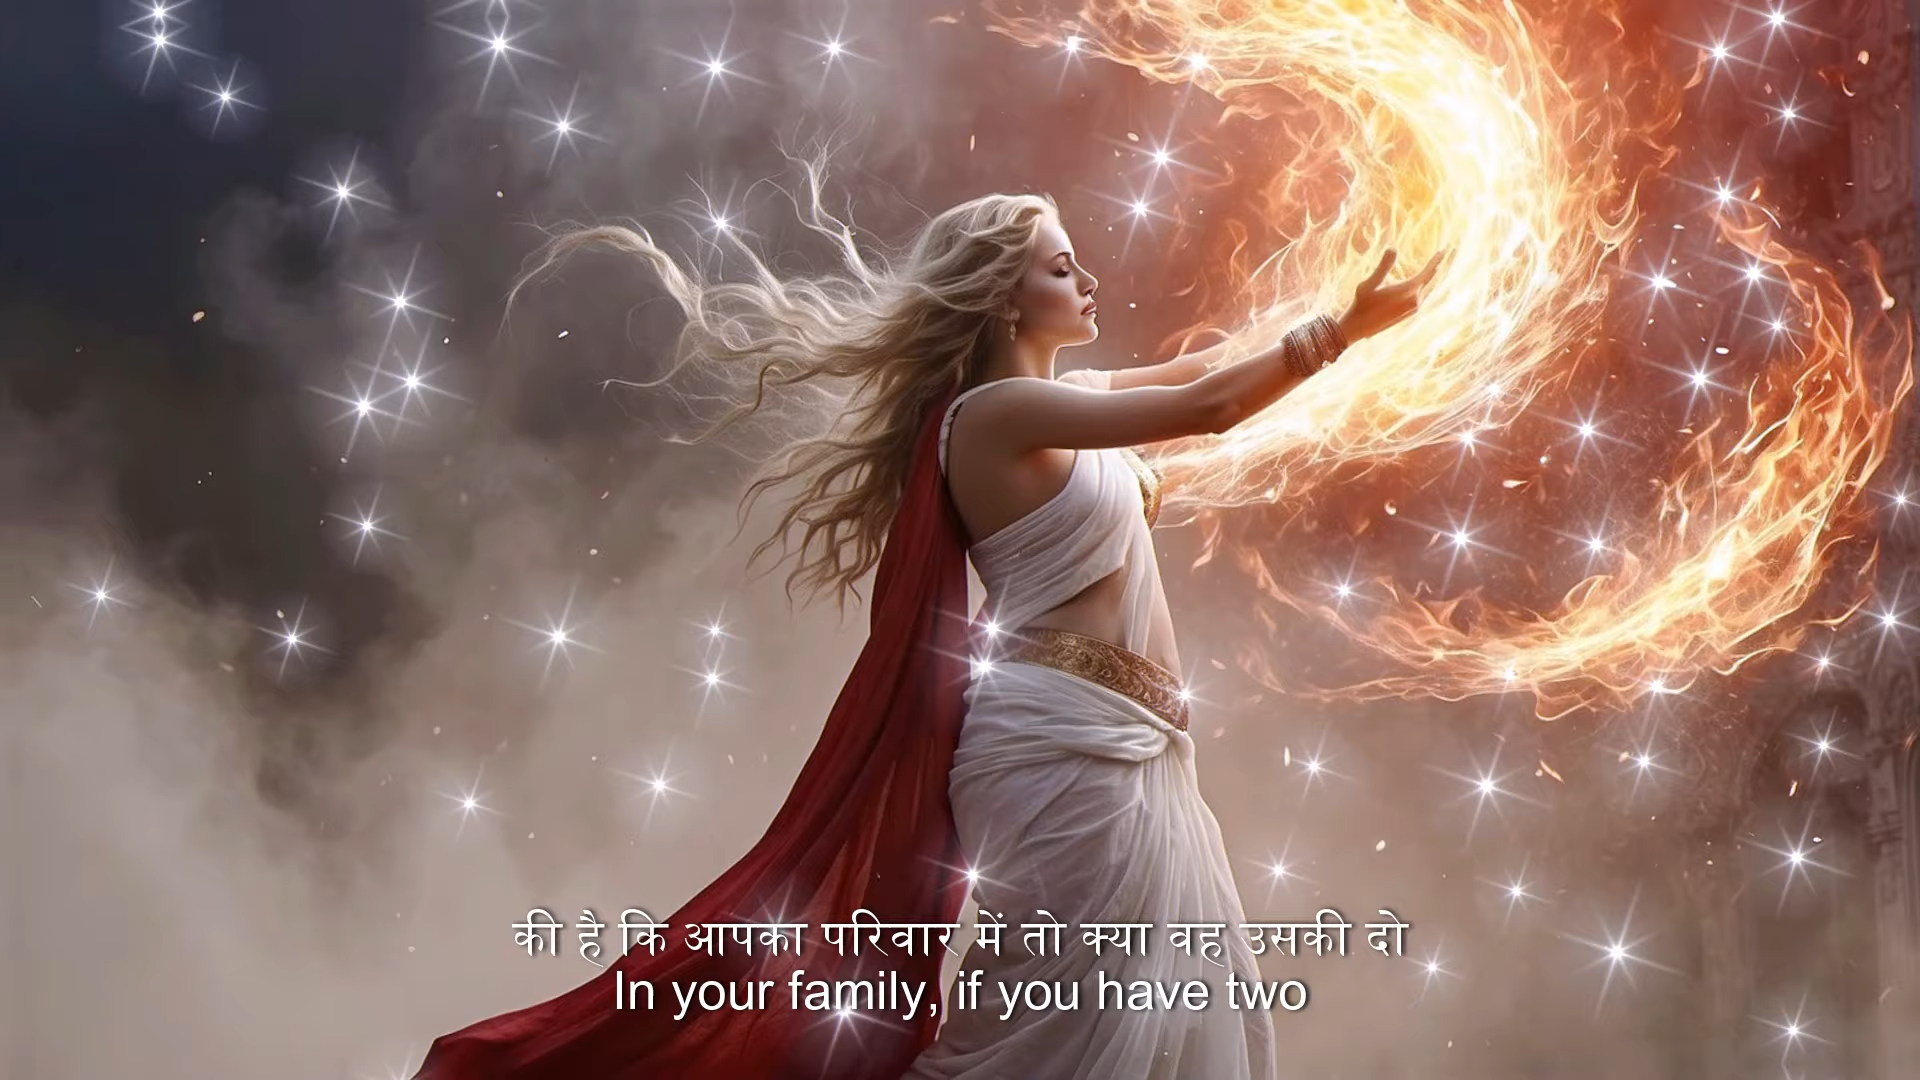 की है कि आपका परिवार में तो क्या वह उसकी दो
In your family, if you have two